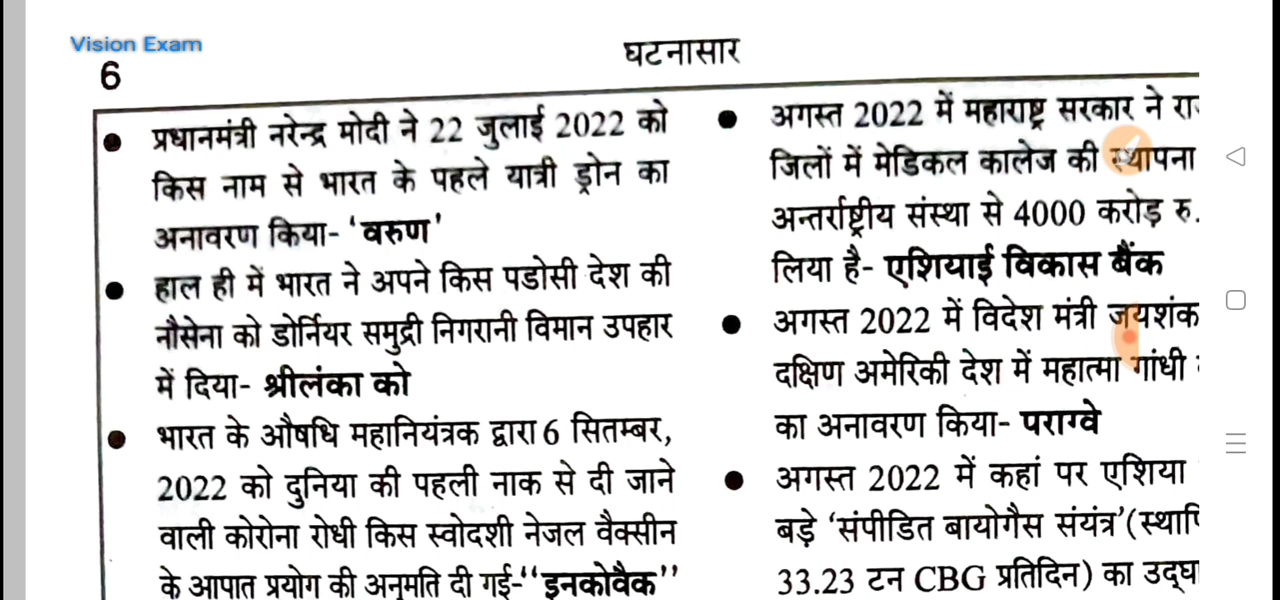 Vision Exam
6
घटनासार
प्रधानमंत्री नरेन्द्र मोदी ने 22 जुलाई 2022 को
किस नाम से भारत के पहले यात्री ड्रोन का
अनावरण किया- ‘वरुण’
हाल ही में भारत ने अपने किस पडोसी देश की
नौसेना को डोर्नियर समुद्री निगरानी विमान उपहार
में दिया- श्रीलंका को
भारत के औषधि महानियंत्रक द्वारा 6 सितम्बर,
2022 को दुनिया की पहली नाक से दी जाने
वाली कोरोना रोधी किस स्वोदशी नेजल वैक्सीन
के आपात प्रयोग की अनुमति दी गई-‘‘इनकोवैक’’
अगस्त 2022 में महाराष्ट्र सरकार ने
जिलों में मेडिकल कालेज की स्थापना
अन्तर्राष्ट्रीय संस्था से 4000 करोड़ रु.
लिया है- एशियाई विकास बैंक
अगस्त 2022 में विदेश मंत्री जयशंक
दक्षिण अमेरिकी देश में महात्मा गांधी
का अनावरण किया- पराग्वे
अगस्त 2022 में कहां पर एशिया
बड़े ‘संपीडित बायोगैस संयंत्र’
33.23 टन CBG प्रतिदिन) का